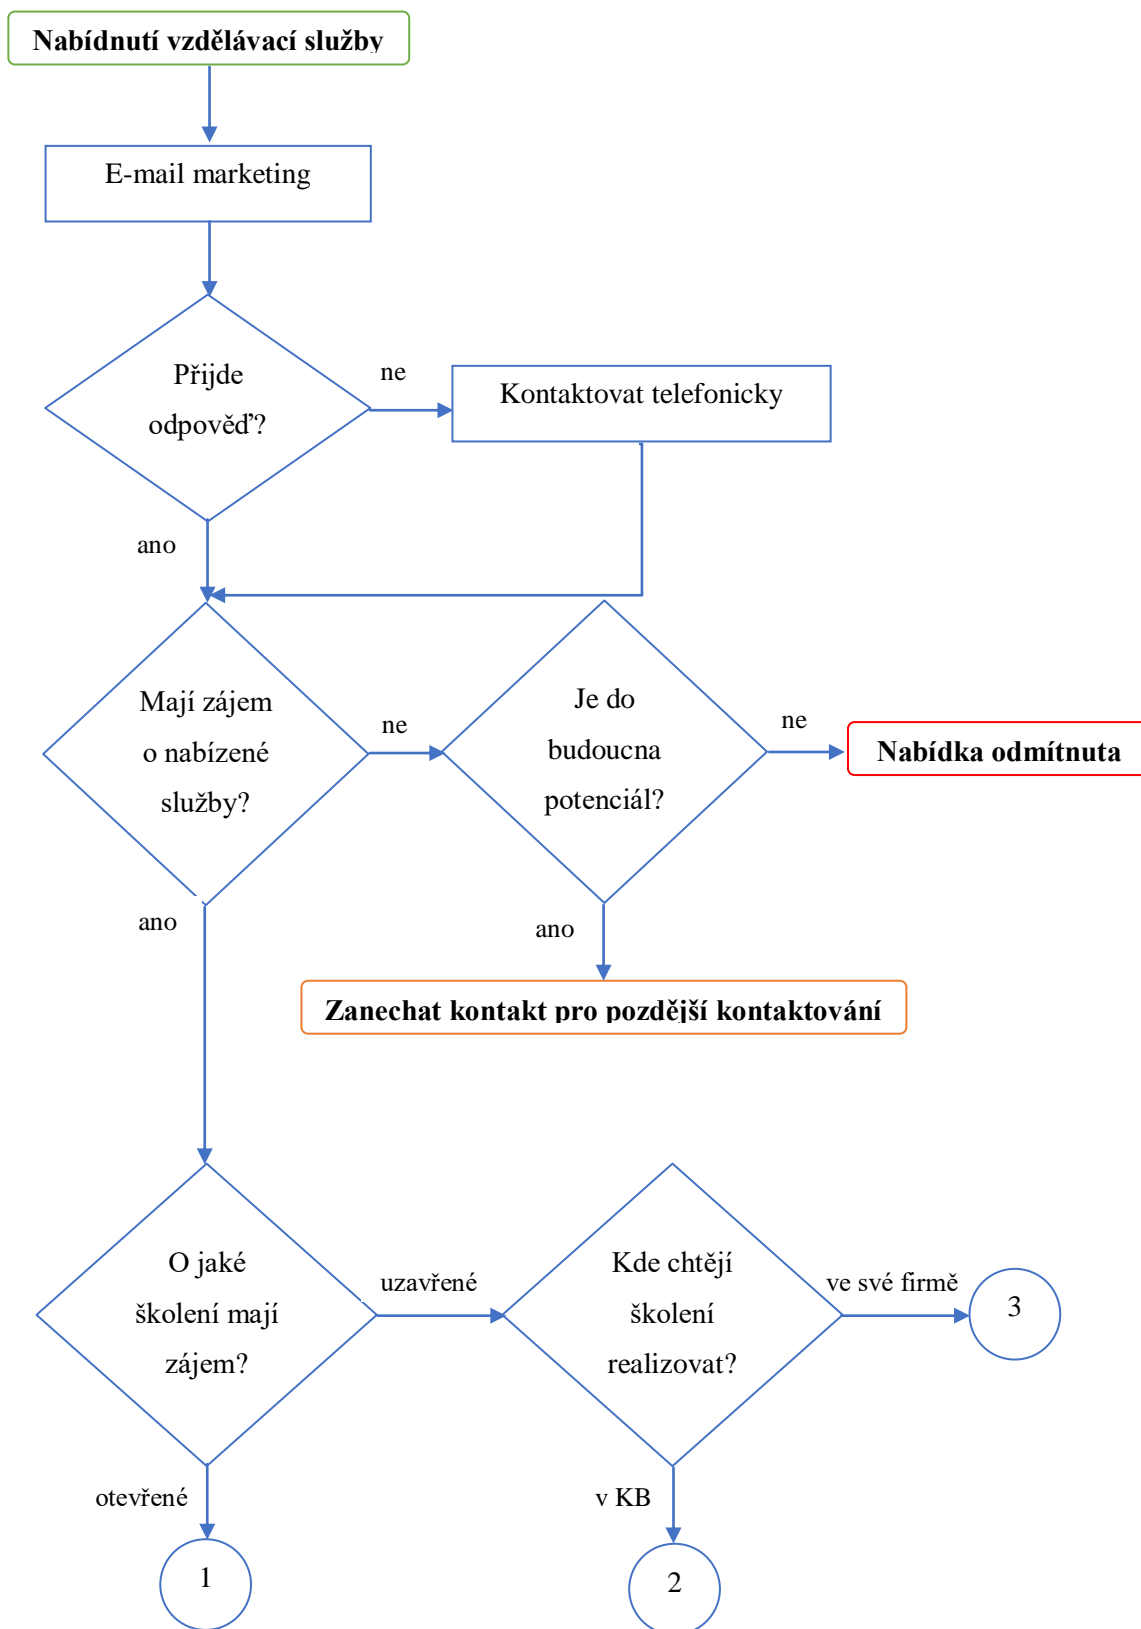 Nabídnutí vzdělávací služby
E-mail marketing
Přijde
odpověď?
ne
Kontaktovat telefonicky
ano
Mají zájem
o nabízené
služby?
ne
Je do
budoucna
potenciál?
ne
Nabídka odmítnuta
ano
ano
Zanechat kontakt pro pozdější kontaktování
O jaké
školení mají
zájem?
uzavřené
Kde chtějí
školení
realizovat?
ve své firmě
3
otevřené
v KB
1
2